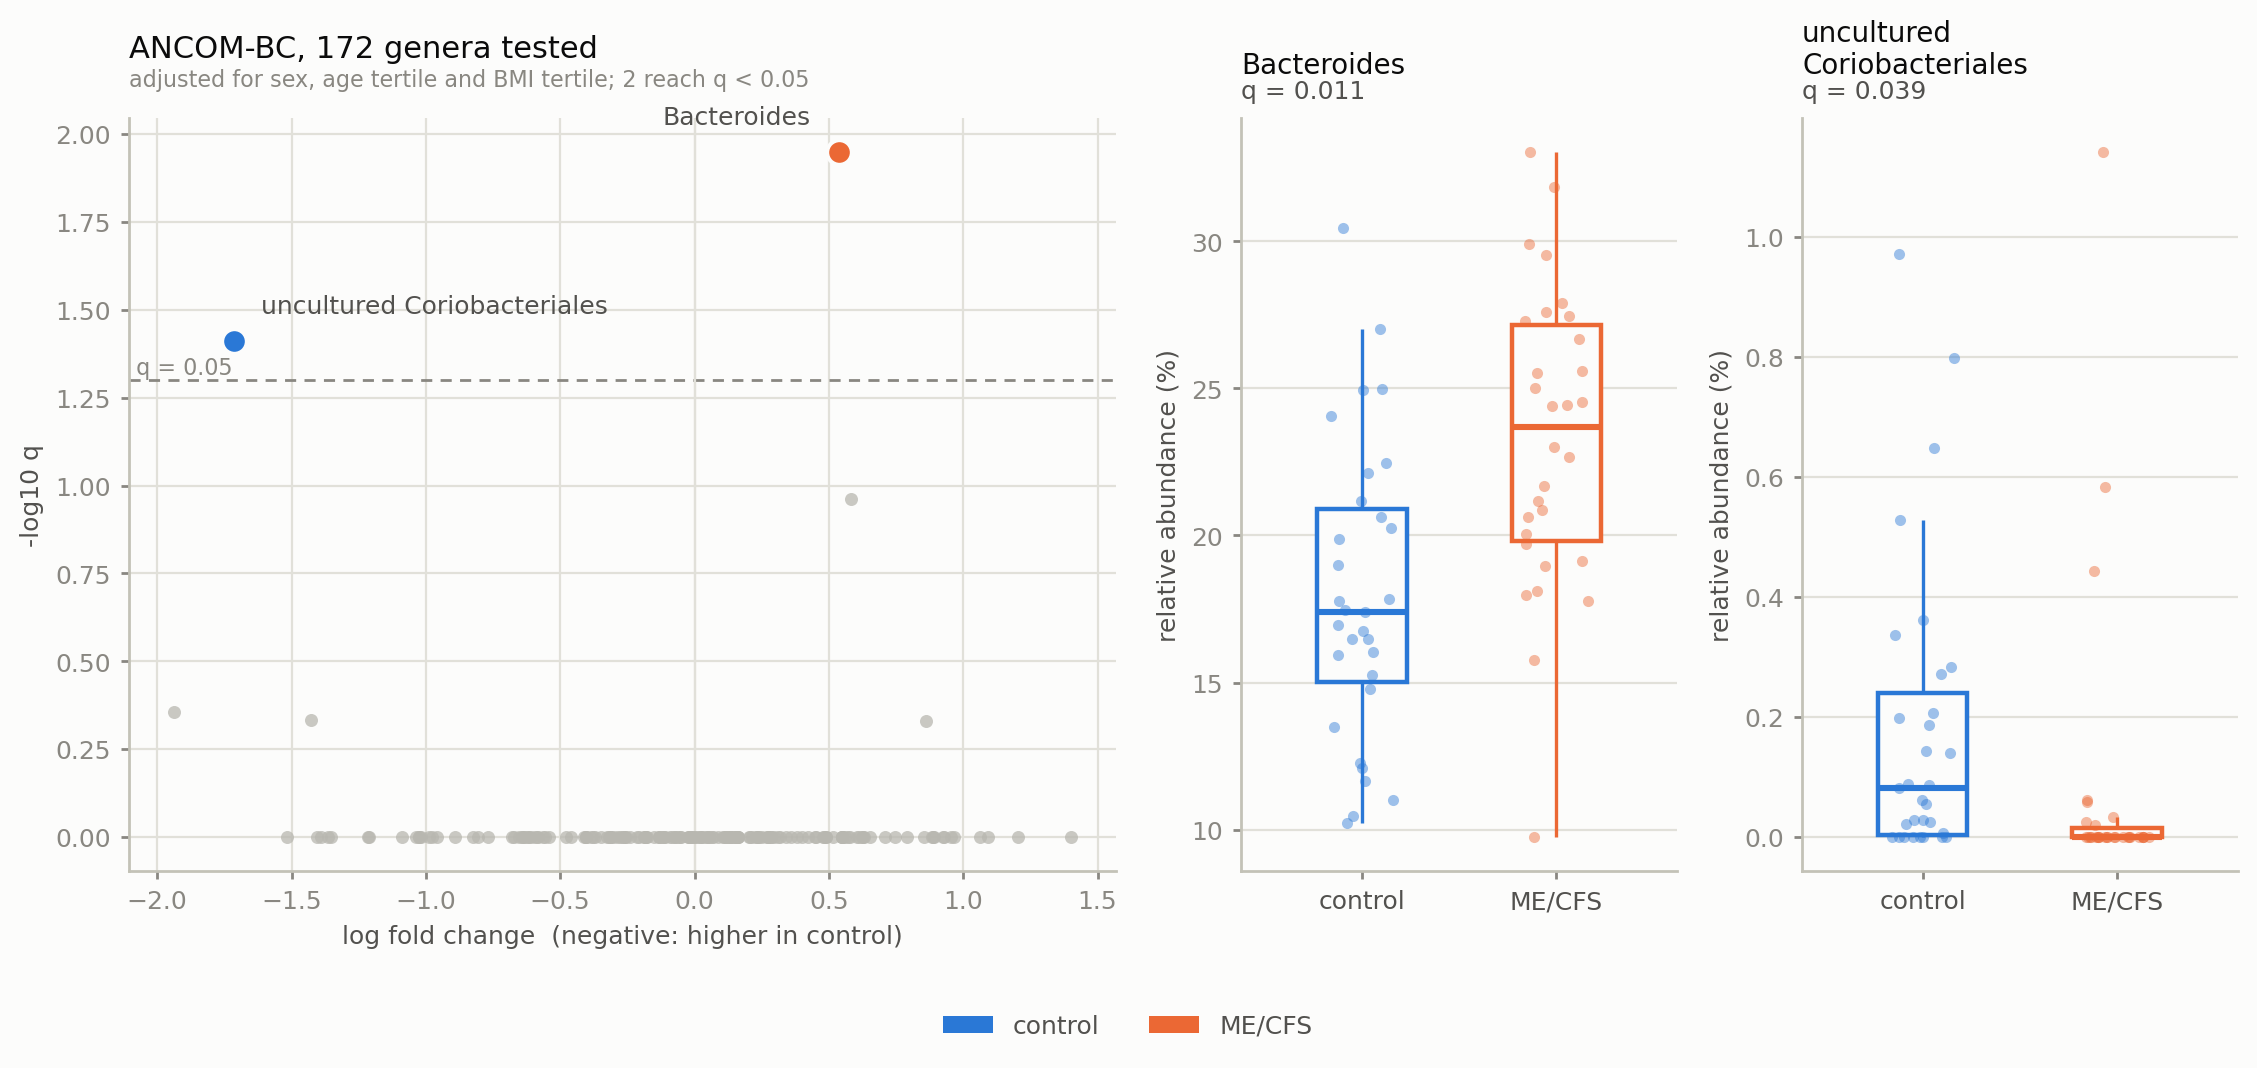 ANCOM-BC, 172 genera tested
adjusted for sex, age tertile and BMI tertile; 2 reach q < 0.05
Bacteroides
uncultured Coriobacteriales
q = 0.05
2.00
1.75
1.50
1.25
1.00
0.75
0.50
0.25
0.00
-log10 q
−2.0 −1.5 −1.0 −0.5 0.0 0.5 1.0 1.5
log fold change (negative: higher in control)
Bacteroides
q = 0.011
30
25
20
15
10
relative abundance (%)
control ME/CFS
uncultured
Coriobacteriales
q = 0.039
1.0
0.8
0.6
0.4
0.2
0.0
relative abundance (%)
control ME/CFS
control ME/CFS